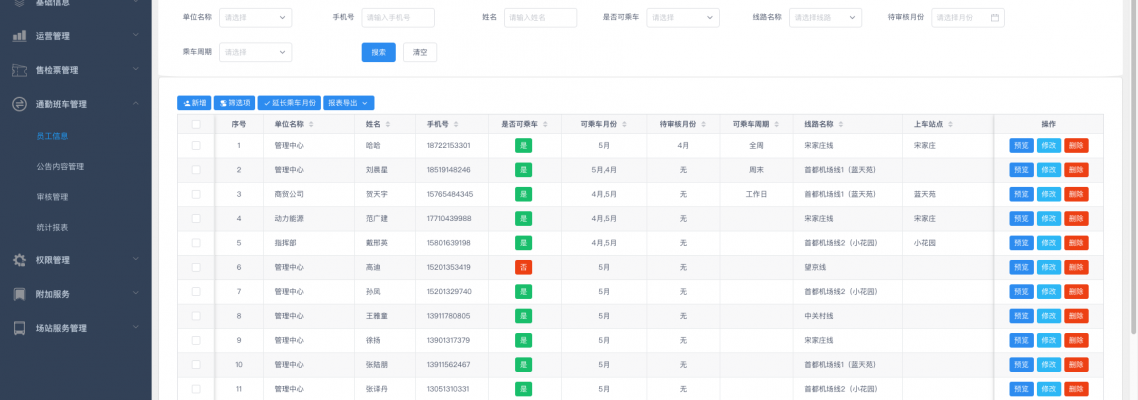 基础信息
运营管理
售检票管理
通勤班车管理
员工信息
公告内容管理
审核管理
统计报表
权限管理
附加服务
场站服务管理
单位名称 请选择 手机号 请输入手机号 姓名 请输入姓名 是否可乘车 请选择 线路名称 请选择线路 待审核月份 请选择月份
乘车周期 请选择 搜索 清空
新增 筛选项 延长乘车月份 报表导出
序号 单位名称 姓名 手机号 是否可乘车 可乘车月份 待审核月份 可乘车周期 线路名称 上车站点 操作
1 管理中心 哈哈 18722153301 是 5月 4月 全周 宋家庄线 宋家庄 预览 修改 删除
2 管理中心 刘晨星 18519148246 是 5月,4月 无 周末 首都机场线1（蓝天苑） 预览 修改 删除
3 商贸公司 贺天宇 15765484345 是 4月,5月 无 工作日 首都机场线1（蓝天苑） 蓝天苑 预览 修改 删除
4 动力能源 范广建 17710439988 是 4月,5月 无 宋家庄线 宋家庄 预览 修改 删除
5 指挥部 戴邢英 15801639198 是 4月,5月 无 首都机场线2（小花园） 小花园 预览 修改 删除
6 管理中心 高迪 15201353419 否 5月 无 望京线 预览 修改 删除
7 管理中心 孙凤 15201329740 是 5月 无 首都机场线2（小花园） 预览 修改 删除
8 管理中心 王雅童 13911780805 是 5月 无 中关村线 预览 修改 删除
9 管理中心 徐扬 13901317379 是 5月 无 宋家庄线 预览 修改 删除
10 管理中心 张陆朋 13911562467 是 5月 无 首都机场线1（蓝天苑） 预览 修改 删除
11 管理中心 张译丹 13051310331 是 5月 无 首都机场线2（小花园） 预览 修改 删除